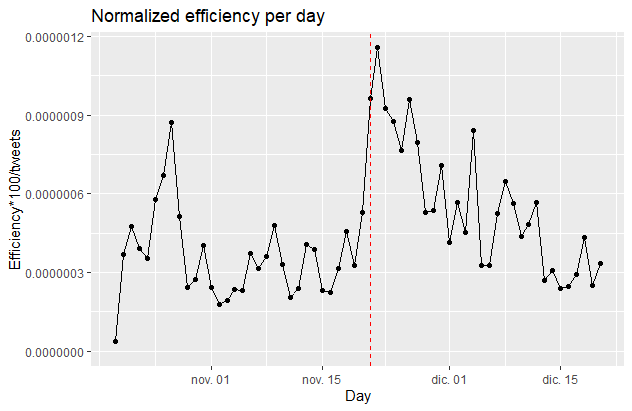 Normalized efficiency per day
0.0000012
0.0000009
0.0000006
0.0000003
0.0000000
Efficiency*100/tweets
nov. 01
nov. 15
dic. 01
dic. 15
Day